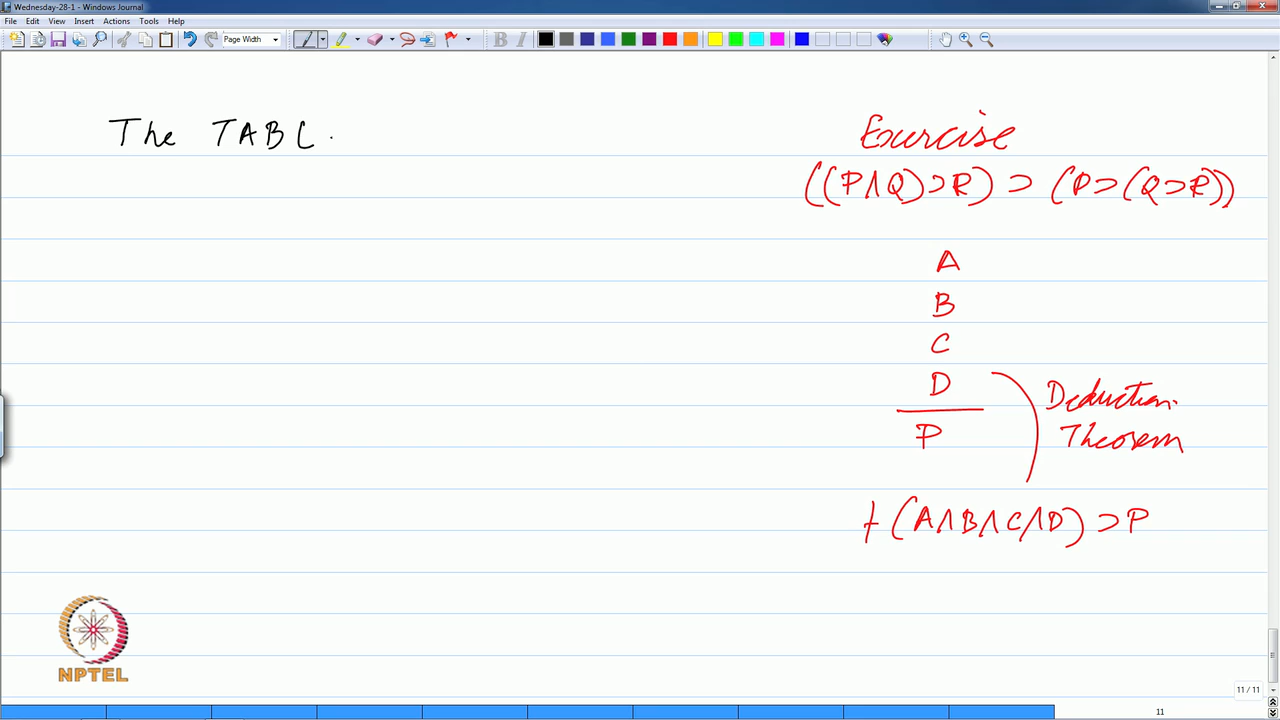 Wednesday-28-1 - Windows Journal
File Edit View Insert Actions Tools Help
Page Width
The TABL
Exercise
((P∧Q)⊃R) ⊃ (P⊃(Q⊃R))
A
B
C
D
P
Deduction
Theorem
⊢ (A∧B∧C∧D) ⊃P
NPTEL
11 / 11
11